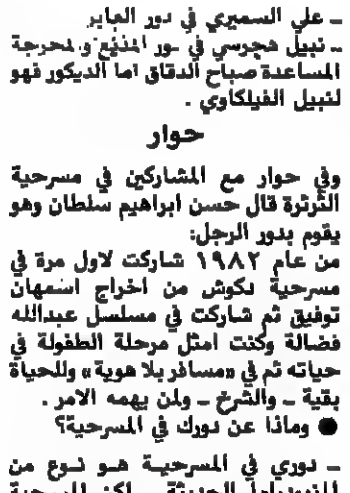 ـ علي السميري في دور العابر
ـ نبيل هجرسي في دور المذيع و لمخرجة
المساعدة صباح الدقاق اما الديكور فهو
لنبيل الفيلكاوي .
حوار
وفي حوار مع المشاركين في مسرحية
الثرثرة قال حسن ابراهيم سلطان وهو
يقوم بدور الرجل:
من عام ١٩٨٢ شاركت لاول مرة في
مسرحية بكوش من اخراج اسمهان
توفيق ثم شاركت في مسلسل عبدالله
فضالة وكنت امثل مرحلة الطفولة في
حياته ثم في «مسافر بلا هوية» وللحياة
بقية ـ والشرخ ـ ولمن يهمه الامر .
● وماذا عن دورك في المسرحية؟
ـ دوري في المسرحية هو نوع من